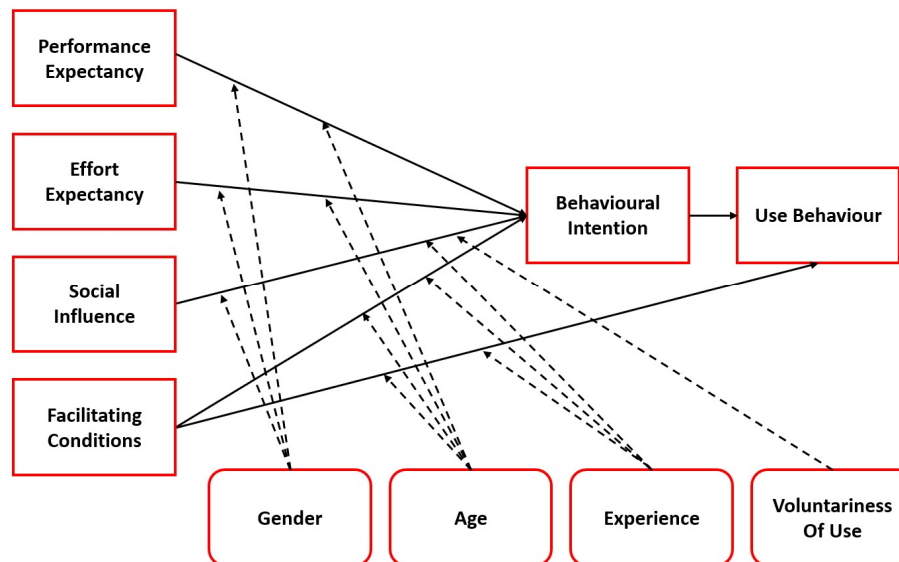 Performance
Expectancy
Effort
Expectancy
Social
Influence
Facilitating
Conditions
Behavioural
Intention
Use Behaviour
Gender
Age
Experience
Voluntariness
Of Use